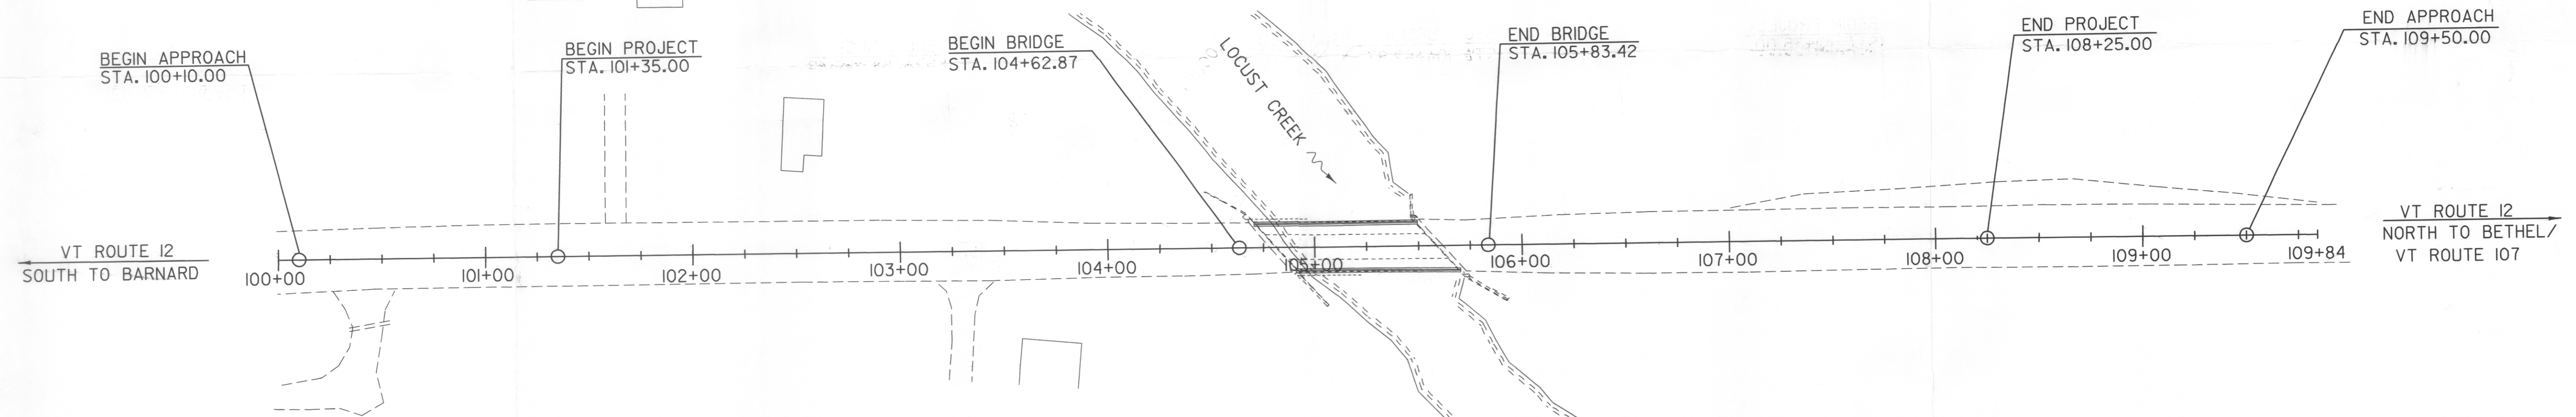 BEGIN APPROACH
STA. 100+10.00
BEGIN PROJECT
STA. 101+35.00
BEGIN BRIDGE
STA. 104+62.87
LOCUST CREEK
END BRIDGE
STA. 105+83.42
END PROJECT
STA. 108+25.00
END APPROACH
STA. 109+50.00
VT ROUTE 12
SOUTH TO BARNARD
100+00
101+00
102+00
103+00
104+00
105+00
106+00
107+00
108+00
109+00
109+84
VT ROUTE 12
NORTH TO BETHEL/
VT ROUTE 107